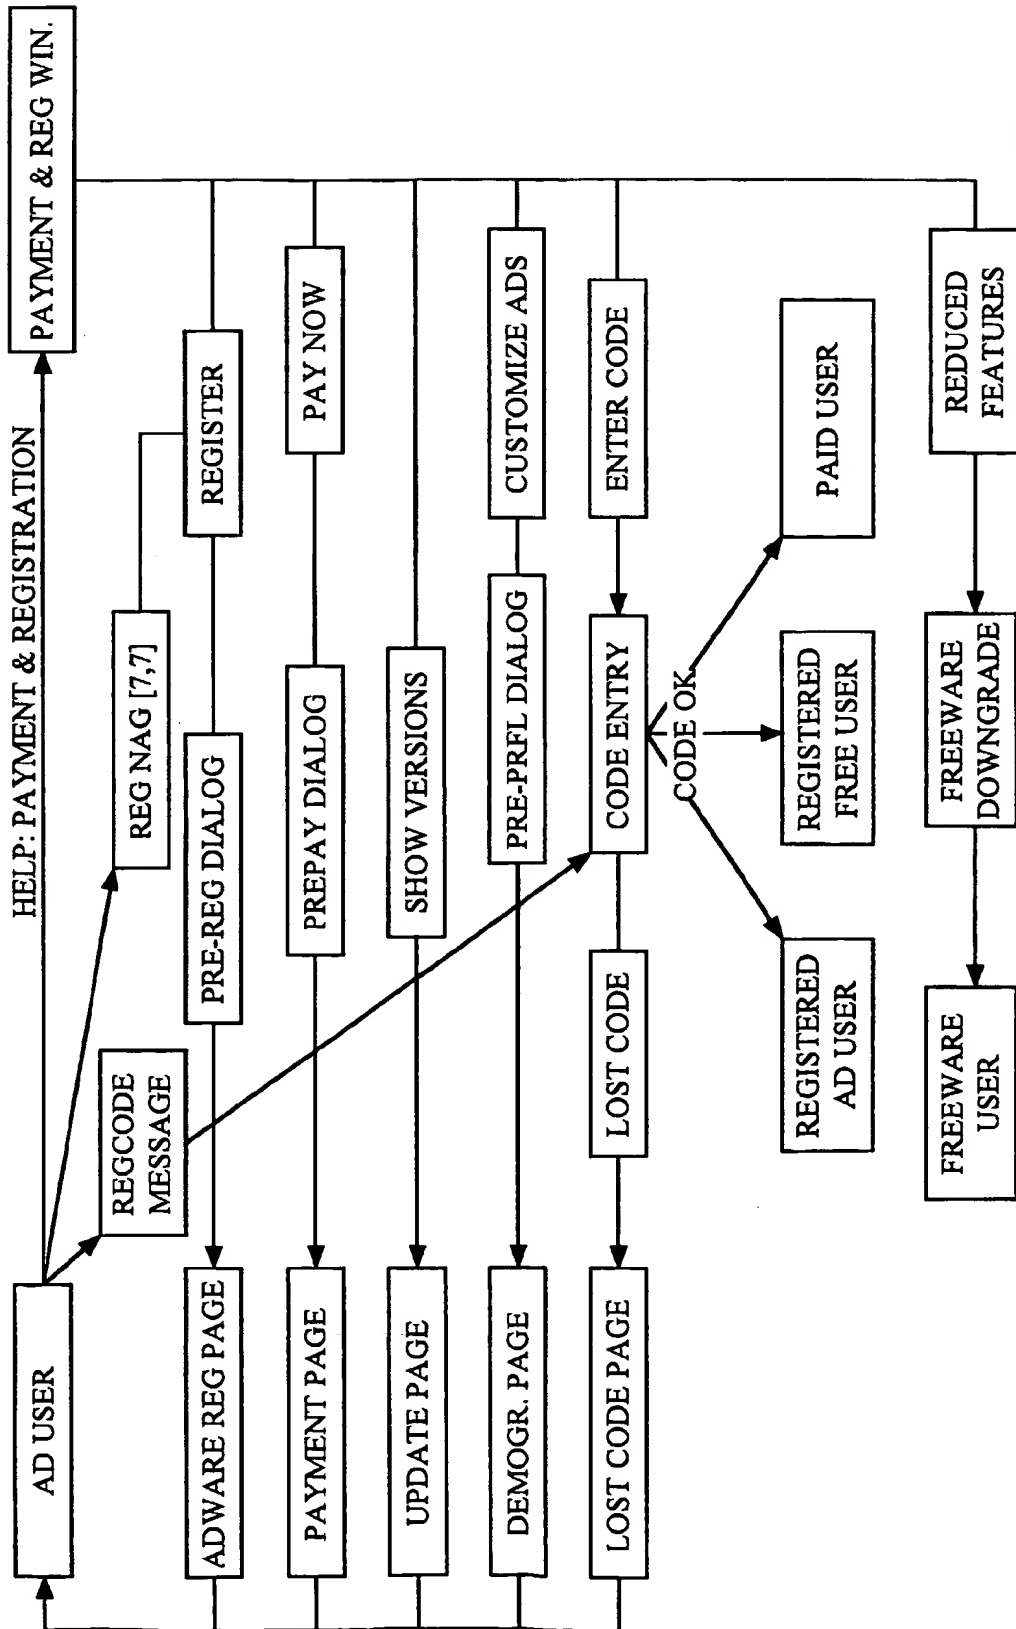 AD USER
HELP: PAYMENT & REGISTRATION
PAYMENT & REG WIN.
REGCODE
MESSAGE
REG NAG [7,7]
ADWARE REG PAGE
PRE-REG DIALOG
REGISTER
PAYMENT PAGE
PREPAY DIALOG
PAY NOW
UPDATE PAGE
SHOW VERSIONS
DEMOGR. PAGE
PRE-PRFL DIALOG
CUSTOMIZE ADS
LOST CODE PAGE
LOST CODE
CODE ENTRY
ENTER CODE
CODE OK
REGISTERED
AD USER
REGISTERED
FREE USER
PAID USER
FREEWARE
USER
FREEWARE
DOWNGRADE
REDUCED
FEATURES